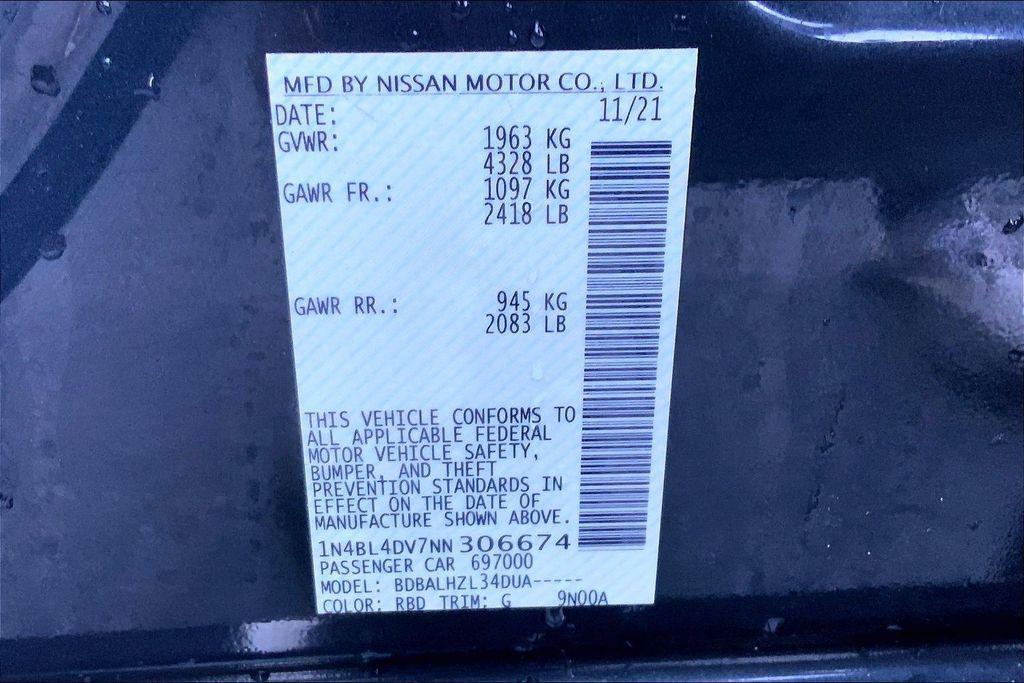 MFD BY NISSAN MOTOR CO., LTD.
DATE: 11/21
GVWR: 1963 KG
4328 LB
GAWR FR.: 1097 KG
2418 LB
GAWR RR.: 945 KG
2083 LB
THIS VEHICLE CONFORMS TO
ALL APPLICABLE FEDERAL
MOTOR VEHICLE SAFETY,
BUMPER, AND THEFT
PREVENTION STANDARDS IN
EFFECT ON THE DATE OF
MANUFACTURE SHOWN ABOVE.
1N4BL4DV7NN306674
PASSENGER CAR 697000
MODEL: BDBALHZL34DUA-----
COLOR: RBD TRIM: G 9N00A